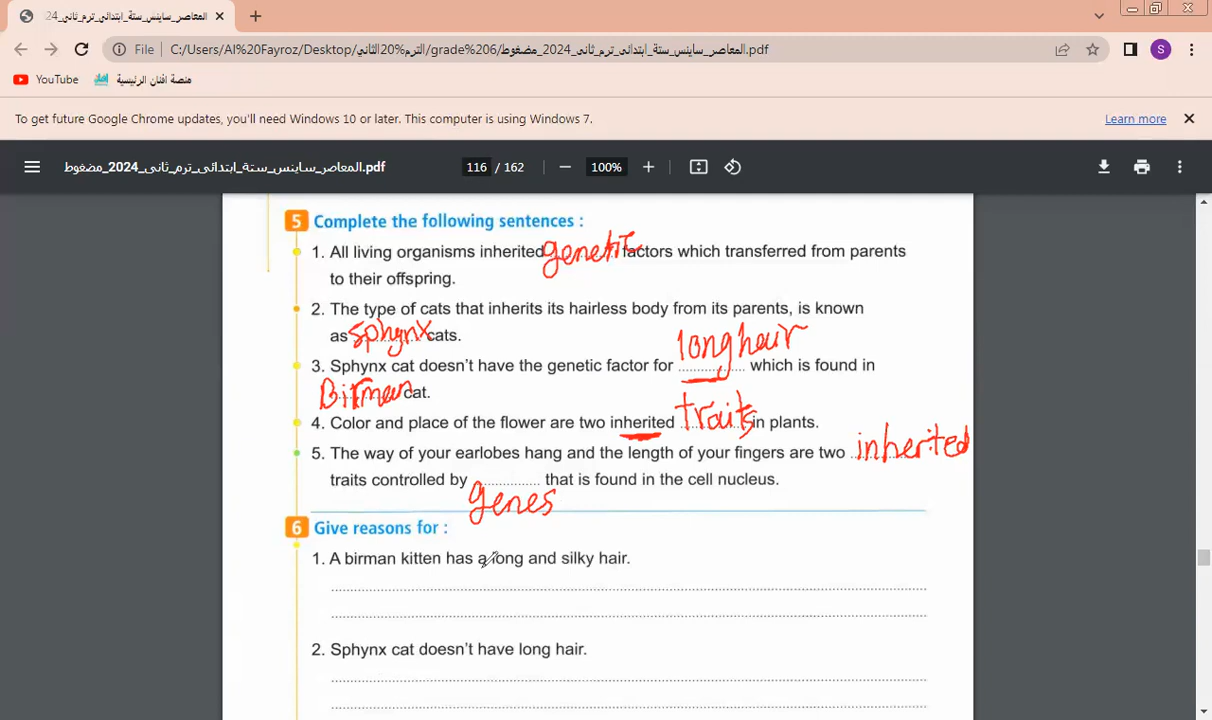 المعاصر_ساينس_ستة_ابتدائي_ترم_ثاني_24
File C:/Users/Al%20Fayroz/Desktop/الترم%20الثاني/grade%206/المعاصر_ساينس_ستة_ابتدائى_ترم_ثانى_2024_مضغوط.pdf
S
YouTube منصة افنان الرئيسية
To get future Google Chrome updates, you'll need Windows 10 or later. This computer is using Windows 7. Learn more
المعاصر_ساينس_ستة_ابتدائى_ترم_ثانى_2024_مضغوط.pdf 116 / 162 100%
5 Complete the following sentences :
1. All living organisms inherited genetic factors which transferred from parents
to their offspring.
2. The type of cats that inherits its hairless body from its parents, is known
as sphynx cats.
3. Sphynx cat doesn't have the genetic factor for long hair which is found in
Birman cat.
4. Color and place of the flower are two inherited traits in plants.
5. The way of your earlobes hang and the length of your fingers are two inherited
traits controlled by genes that is found in the cell nucleus.
6 Give reasons for :
1. A birman kitten has a long and silky hair.
2. Sphynx cat doesn't have long hair.